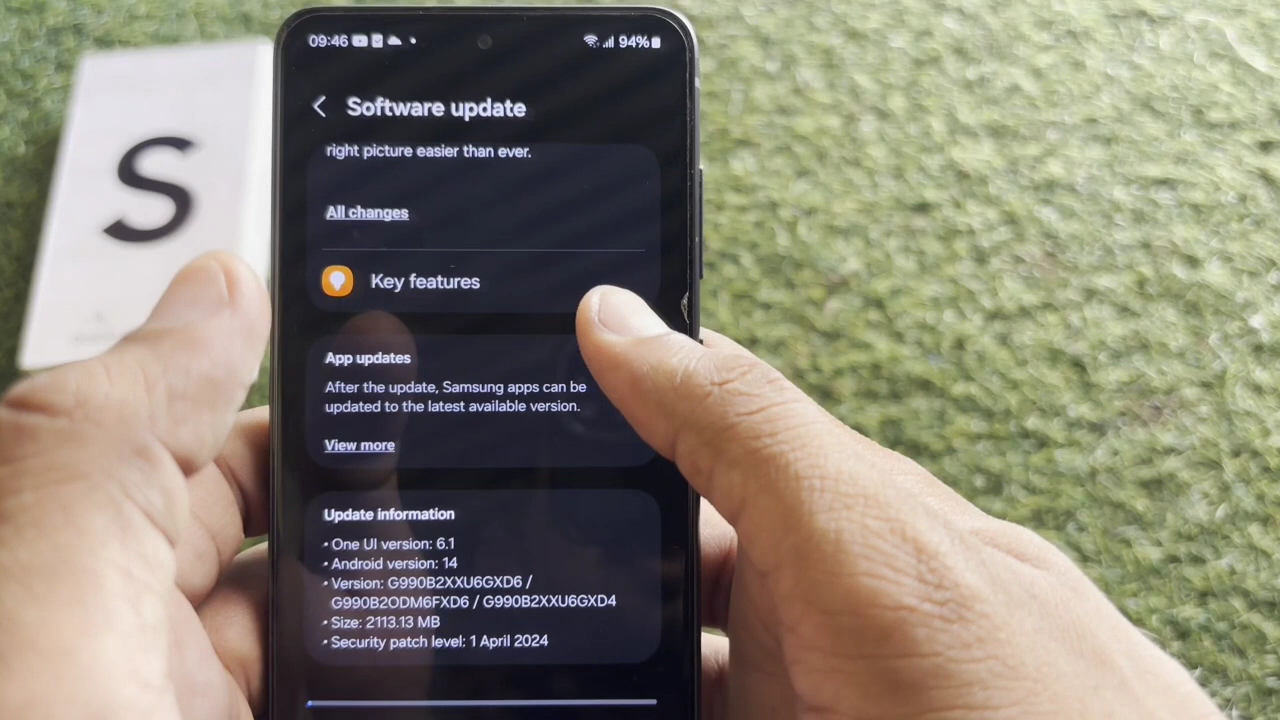 09:46
94%
Software update
right picture easier than ever.
All changes
Key features
App updates
After the update, Samsung apps can be
updated to the latest available version.
View more
Update information
• One UI version: 6.1
• Android version: 14
• Version: G990B2XXU6GXD6 /
G990B2ODM6FXD6 / G990B2XXU6GXD4
• Size: 2113.13 MB
• Security patch level: 1 April 2024
S